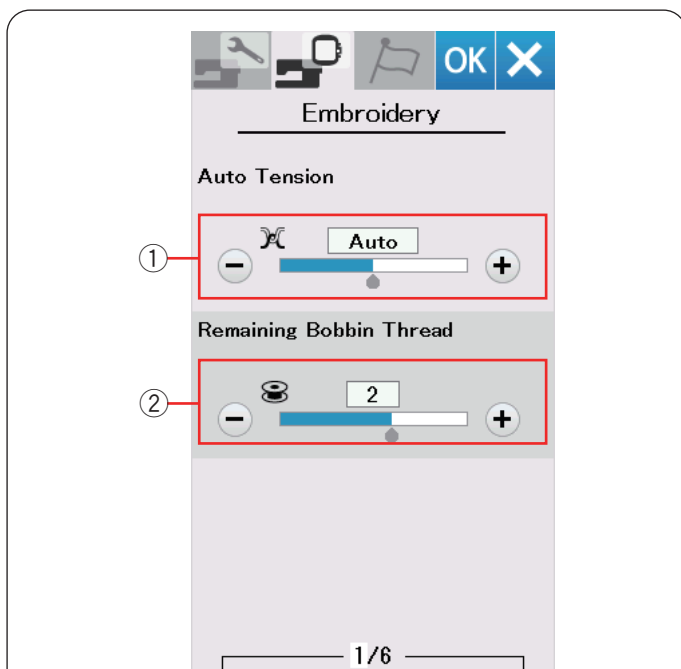 OK
Embroidery
Auto Tension
① Auto
− +
Remaining Bobbin Thread
② 2
− +
1/6